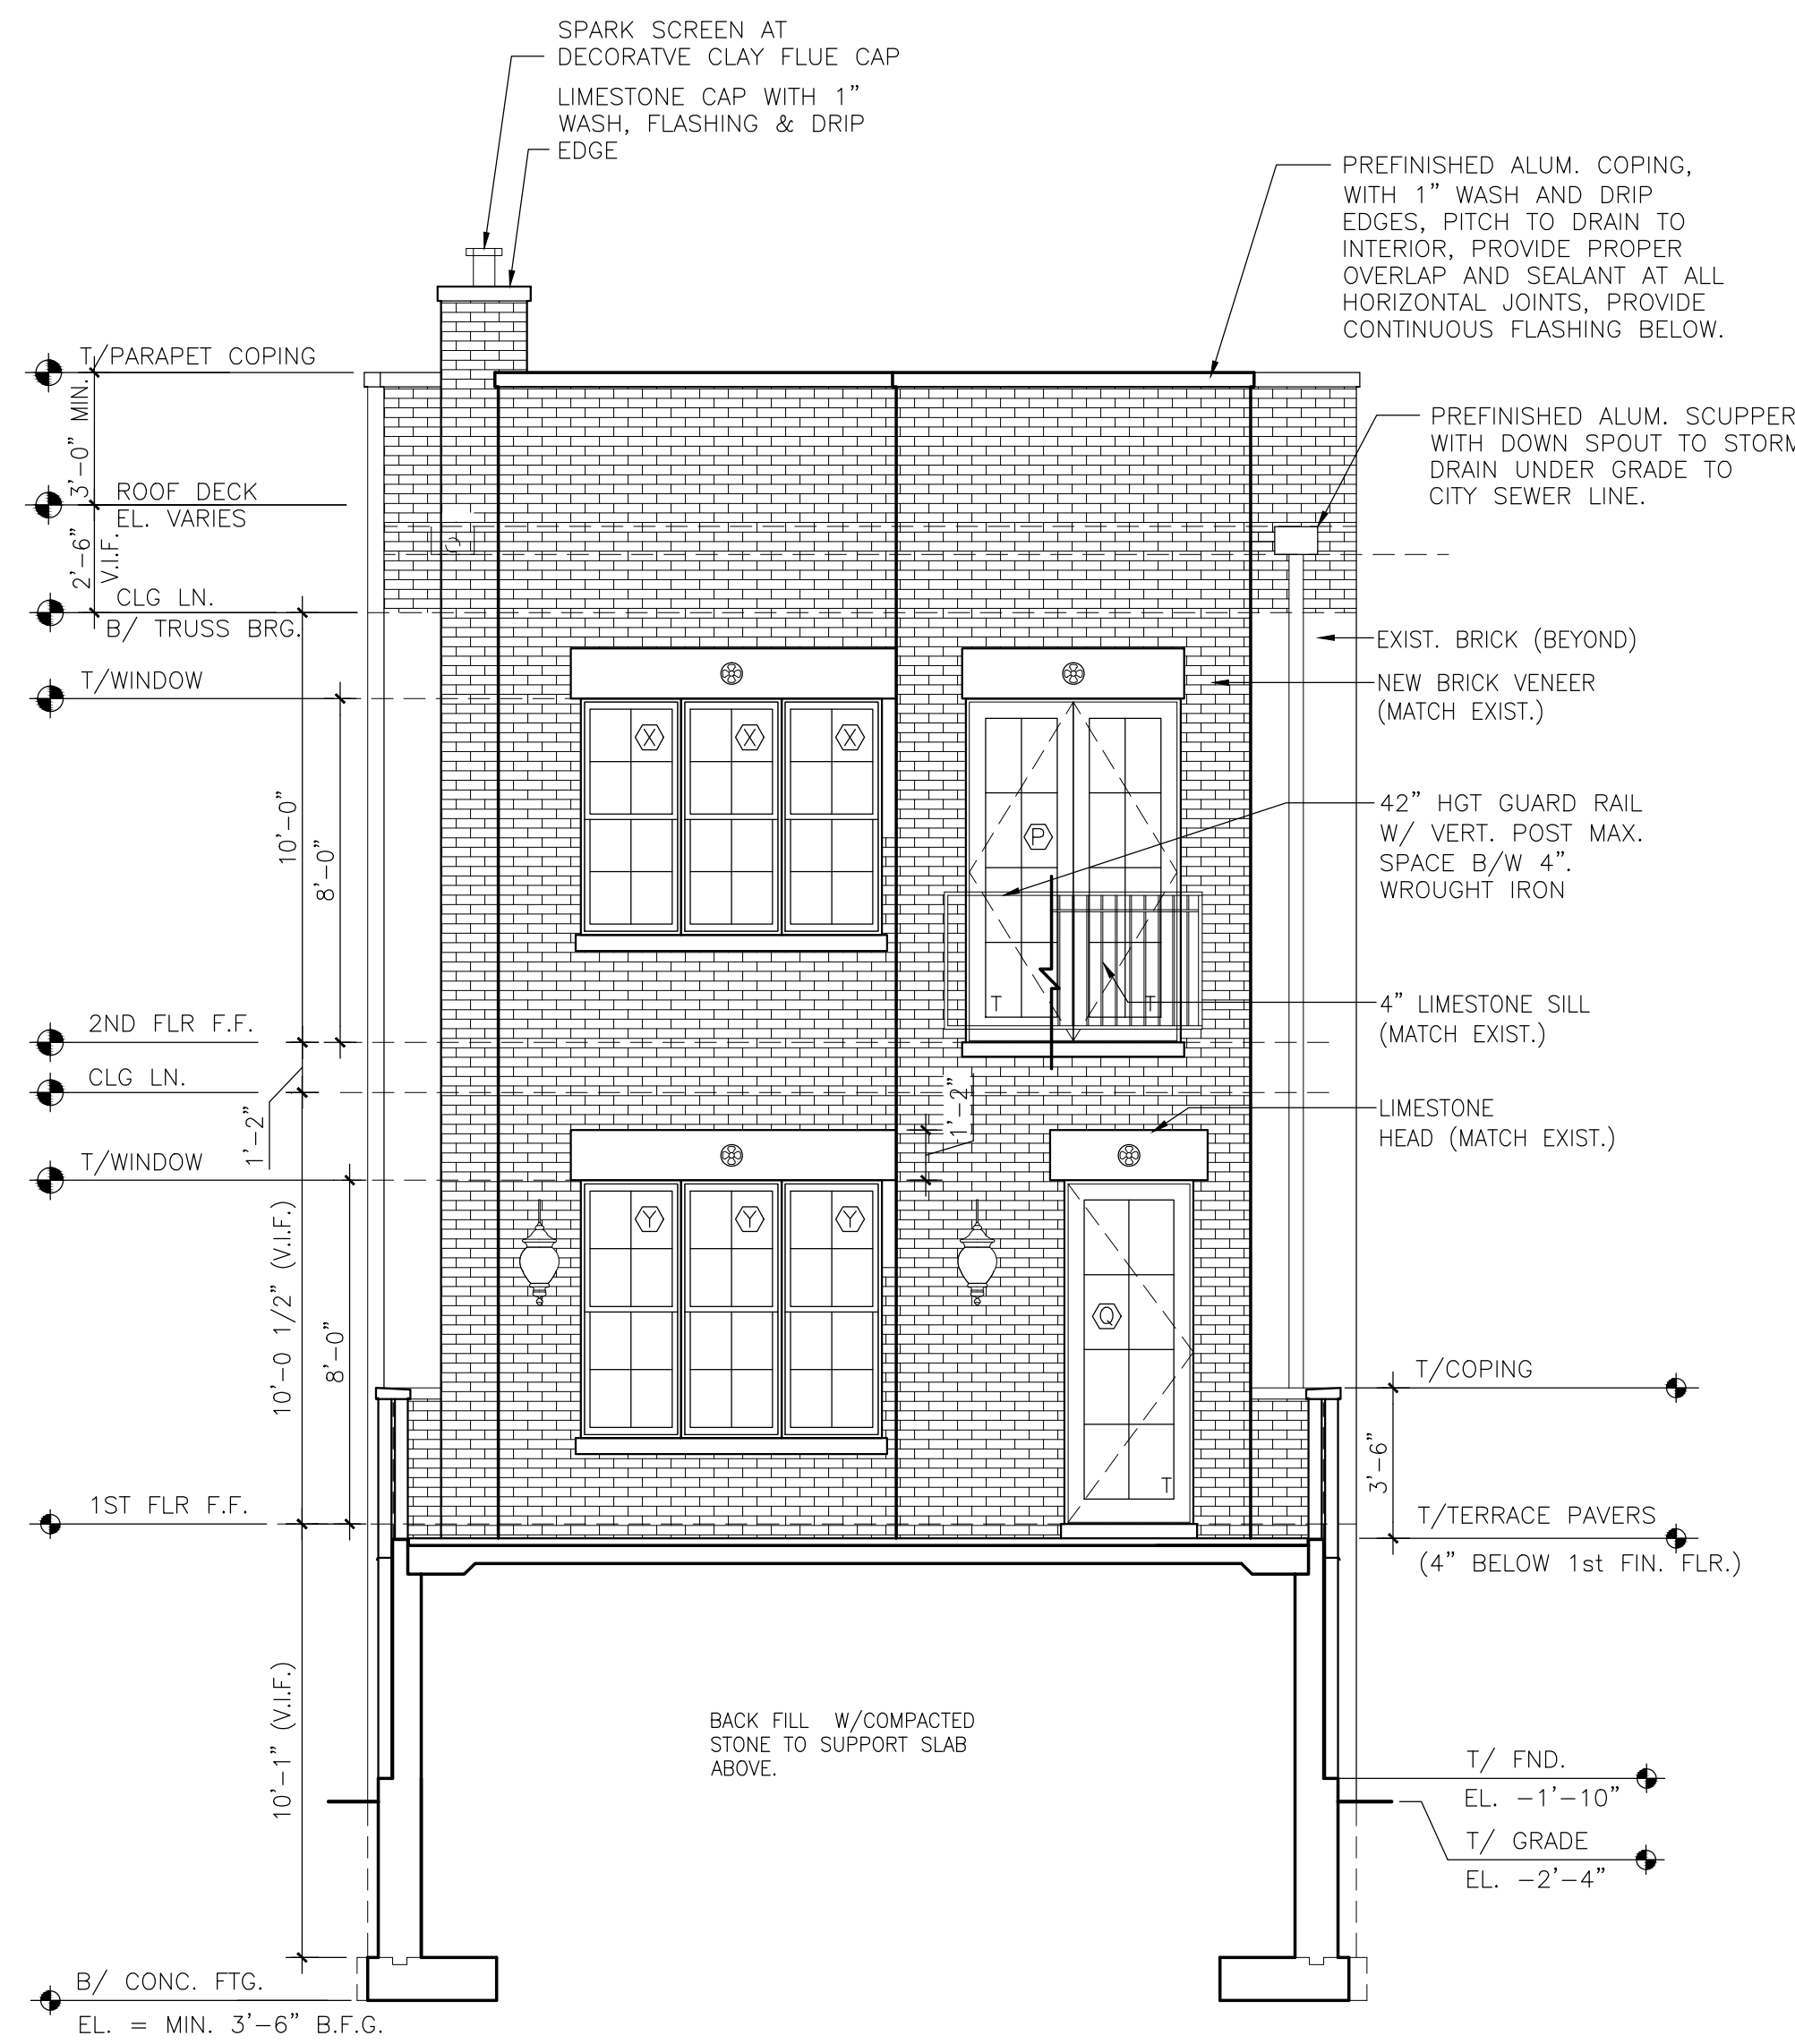 SPARK SCREEN AT
DECORATVE CLAY FLUE CAP
LIMESTONE CAP WITH 1"
WASH, FLASHING & DRIP
EDGE
PREFINISHED ALUM. COPING,
WITH 1" WASH AND DRIP
EDGES, PITCH TO DRAIN TO
INTERIOR, PROVIDE PROPER
OVERLAP AND SEALANT AT ALL
HORIZONTAL JOINTS, PROVIDE
CONTINUOUS FLASHING BELOW.
T/PARAPET COPING
3'-0" MIN.
PREFINISHED ALUM. SCUPPER
WITH DOWN SPOUT TO STORM
DRAIN UNDER GRADE TO
CITY SEWER LINE.
ROOF DECK
EL. VARIES
2'-6"
V.I.F.
CLG LN.
B/ TRUSS BRG.
EXIST. BRICK (BEYOND)
T/WINDOW
NEW BRICK VENEER
(MATCH EXIST.)
X
X
X
P
10'-0"
8'-0"
42" HGT GUARD RAIL
W/ VERT. POST MAX.
SPACE B/W 4".
WROUGHT IRON
T
T
4" LIMESTONE SILL
(MATCH EXIST.)
2ND FLR F.F.
CLG LN.
1'-2"
1'-2"
LIMESTONE
HEAD (MATCH EXIST.)
T/WINDOW
Y
Y
Y
Q
10'-0 1/2" (V.I.F.)
8'-0"
T
T/COPING
3'-6"
1ST FLR F.F.
T/TERRACE PAVERS
(4" BELOW 1st FIN. FLR.)
10'-1" (V.I.F.)
BACK FILL W/COMPACTED
STONE TO SUPPORT SLAB
ABOVE.
T/ FND.
EL. -1'-10"
T/ GRADE
EL. -2'-4"
B/ CONC. FTG.
EL. = MIN. 3'-6" B.F.G.